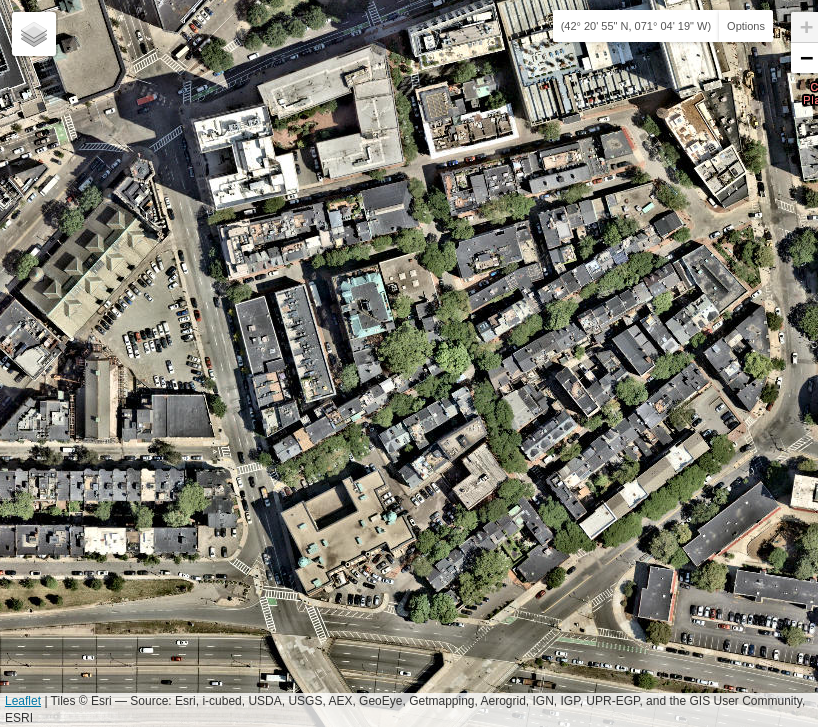 (42° 20' 55" N, 071° 04' 19" W) Options
+
−
Leaflet | Tiles © Esri — Source: Esri, i-cubed, USDA, USGS, AEX, GeoEye, Getmapping, Aerogrid, IGN, IGP, UPR-EGP, and the GIS User Community,
ESRI